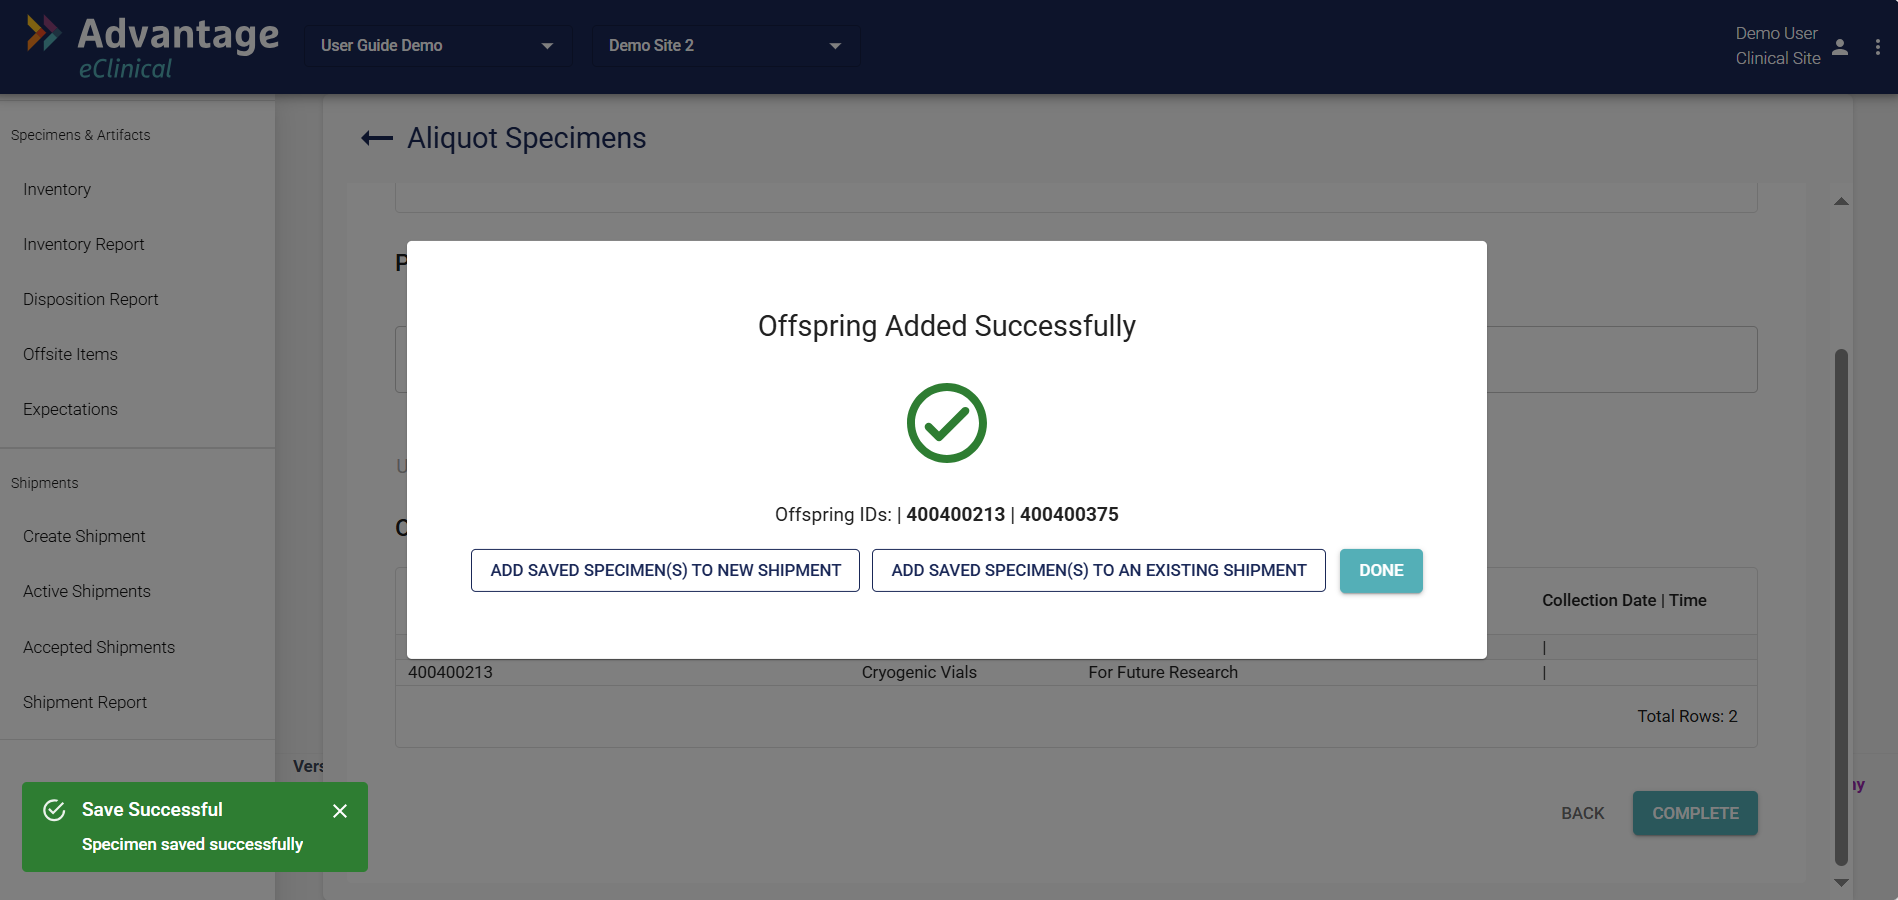 Advantage
eClinical
User Guide Demo
Demo Site 2
Demo User
Clinical Site
Specimens & Artifacts
Inventory
Inventory Report
Disposition Report
Offsite Items
Expectations
Shipments
Create Shipment
Active Shipments
Accepted Shipments
Shipment Report
Aliquot Specimens
Offspring Added Successfully
Offspring IDs: | 400400213 | 400400375
ADD SAVED SPECIMEN(S) TO NEW SHIPMENT
ADD SAVED SPECIMEN(S) TO AN EXISTING SHIPMENT
DONE
Collection Date | Time
|
400400213 Cryogenic Vials For Future Research |
Total Rows: 2
BACK
COMPLETE
Save Successful
Specimen saved successfully